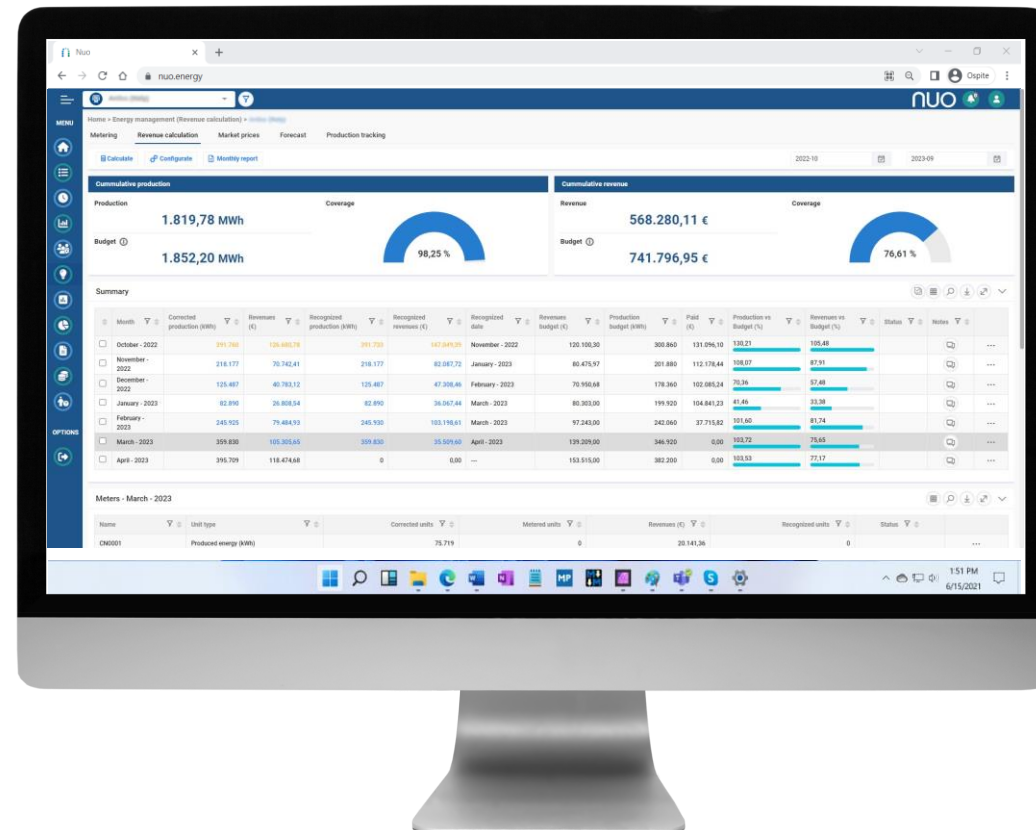 Nuo
nuo.energy
Ospite
nuo
MENU
Home > Energy management (Revenue calculation) >
Metering Revenue calculation Market prices Forecast Production tracking
Calculate Configurate Monthly report 2022-10 2023-09
Cummulative production Cummulative revenue
Production Coverage Revenue Coverage
1.819,78 MWh 568.280,11 €
Budget Budget
98,25 % 76,61 %
1.852,20 MWh 741.796,95 €
Summary
Month Corrected production (kWh) Revenues (€) Recognized production (kWh) Recognized revenues (€) Recognized date Revenues budget (€) Production budget (kWh) Paid (€) Production vs Budget (%) Revenues vs Budget (%) Status Notes
October - 2022 391.760 126.682,78 391.733 147.049,39 November - 2022 120.100,30 300.860 131.096,10 130,21 105,48
November - 2022 218.177 70.742,41 218.177 82.087,72 January - 2023 80.475,97 201.880 112.178,44 108,07 87,91
December - 2022 125.487 40.783,12 125.487 47.308,46 February - 2023 70.950,68 178.360 102.085,24 70,36 57,48
January - 2023 82.890 26.808,54 82.890 36.067,44 March - 2023 80.303,00 199.920 104.841,23 41,46 33,38
February - 2023 245.925 79.484,93 245.930 103.198,61 March - 2023 97.243,00 242.060 37.715,82 101,60 81,74
March - 2023 359.830 105.305,65 359.830 35.509,60 April - 2023 139.209,00 346.920 0,00 103,72 75,65
April - 2023 395.709 118.474,68 0 0,00 --- 153.515,00 382.200 0,00 103,53 77,17
OPTIONS
Meters - March - 2023
Name Unit type Corrected units Metered units Revenues (€) Recognized units Status
CN0001 Produced energy (kWh) 75.719 0 20.141,36 0
1:51 PM
6/15/2021